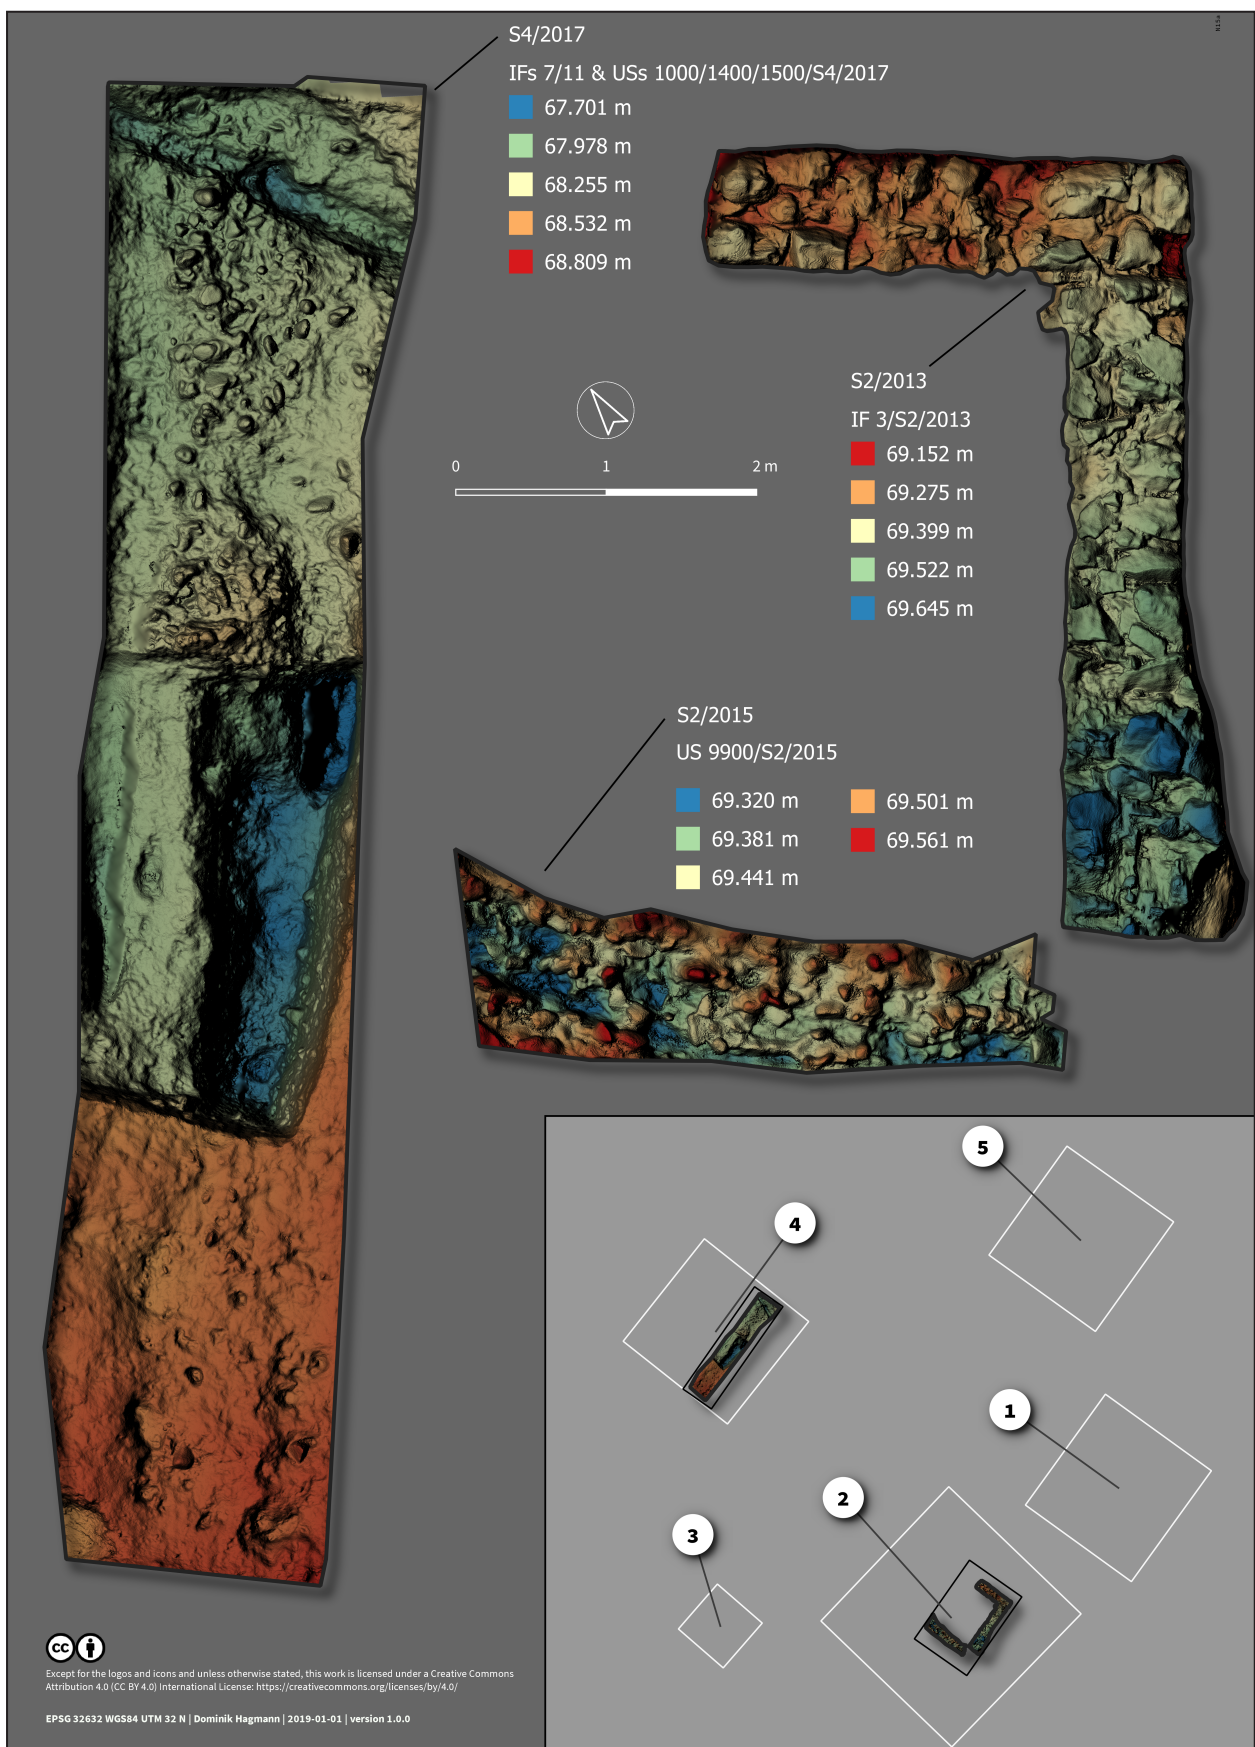 R15a
S4/2017
IFs 7/11 & USs 1000/1400/1500/S4/2017
67.701 m
67.978 m
68.255 m
68.532 m
68.809 m
0 1 2 m
S2/2013
IF 3/S2/2013
69.152 m
69.275 m
69.399 m
69.522 m
69.645 m
S2/2015
US 9900/S2/2015
69.320 m
69.381 m
69.441 m
69.501 m
69.561 m
5
4
1
2
3
cc
Except for the logos and icons and unless otherwise stated, this work is licensed under a Creative Commons
Attribution 4.0 (CC BY 4.0) International License: https://creativecommons.org/licenses/by/4.0/
EPSG 32632 WGS84 UTM 32 N | Dominik Hagmann | 2019-01-01 | version 1.0.0